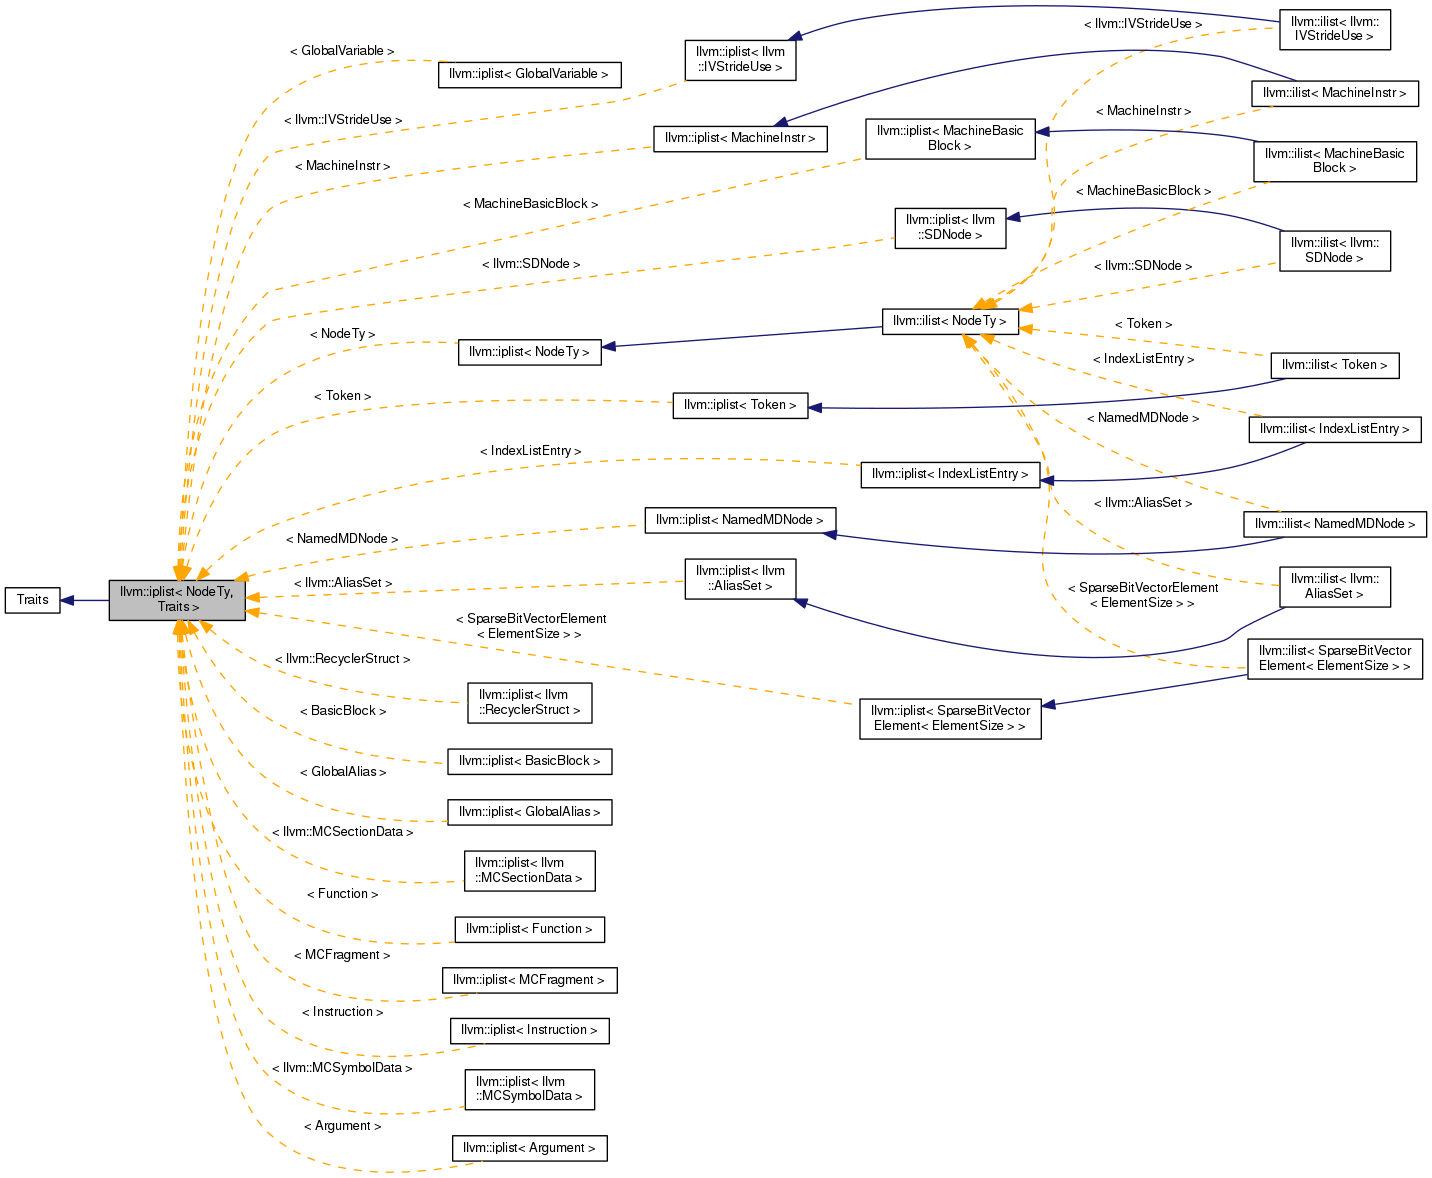 < GlobalVariable >
llvm::iplist< GlobalVariable >
llvm::iplist< llvm
::IVStrideUse >
< llvm::IVStrideUse >
llvm::ilist< llvm::
IVStrideUse >
< llvm::IVStrideUse >
< MachineInstr >
llvm::ilist< MachineInstr >
< MachineInstr >
llvm::iplist< MachineInstr >
llvm::iplist< MachineBasic
Block >
llvm::ilist< MachineBasic
Block >
< MachineBasicBlock >
< MachineBasicBlock >
llvm::iplist< llvm
::SDNode >
llvm::ilist< llvm::
SDNode >
< llvm::SDNode >
< llvm::SDNode >
< NodeTy >
llvm::iplist< NodeTy >
llvm::ilist< NodeTy >
< Token >
llvm::ilist< Token >
< IndexListEntry >
< Token >
llvm::iplist< Token >
< NamedMDNode >
llvm::ilist< IndexListEntry >
< IndexListEntry >
llvm::iplist< IndexListEntry >
< llvm::AliasSet >
< NamedMDNode >
llvm::iplist< NamedMDNode >
llvm::ilist< NamedMDNode >
Traits
llvm::iplist< NodeTy,
Traits >
< llvm::AliasSet >
llvm::iplist< llvm
::AliasSet >
llvm::ilist< llvm::
AliasSet >
< SparseBitVectorElement
< ElementSize > >
< SparseBitVectorElement
< ElementSize > >
llvm::ilist< SparseBitVector
Element< ElementSize > >
< llvm::RecyclerStruct >
llvm::iplist< llvm
::RecyclerStruct >
llvm::iplist< SparseBitVector
Element< ElementSize > >
< BasicBlock >
llvm::iplist< BasicBlock >
< GlobalAlias >
llvm::iplist< GlobalAlias >
< llvm::MCSectionData >
llvm::iplist< llvm
::MCSectionData >
< Function >
llvm::iplist< Function >
< MCFragment >
llvm::iplist< MCFragment >
< Instruction >
llvm::iplist< Instruction >
< llvm::MCSymbolData >
llvm::iplist< llvm
::MCSymbolData >
< Argument >
llvm::iplist< Argument >